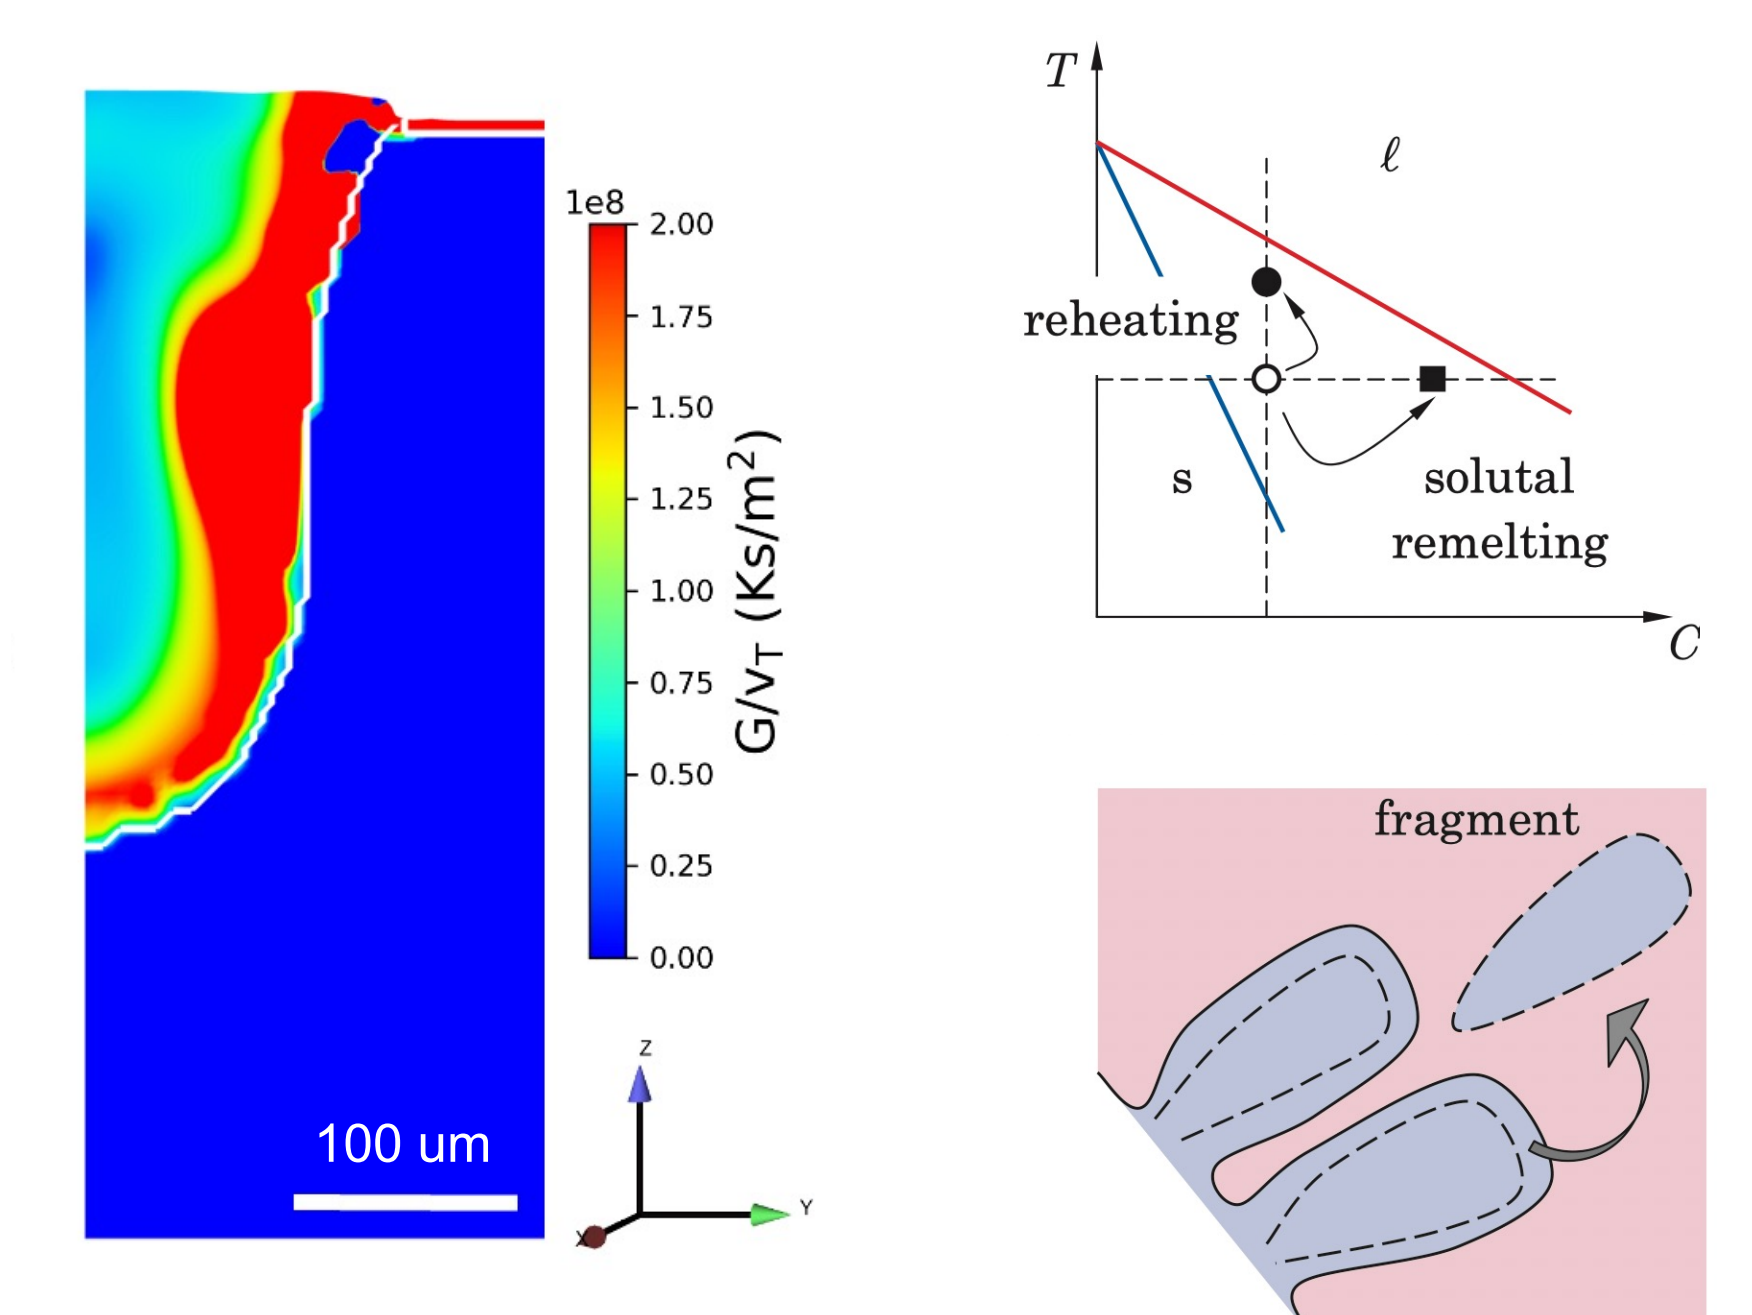 1e8
2.00
1.75
1.50
1.25
1.00
0.75
0.50
0.25
0.00
G/v_T (Ks/m²)
100 um
Z
Y
X
T
ℓ
reheating
s
solutal
remelting
C
fragment